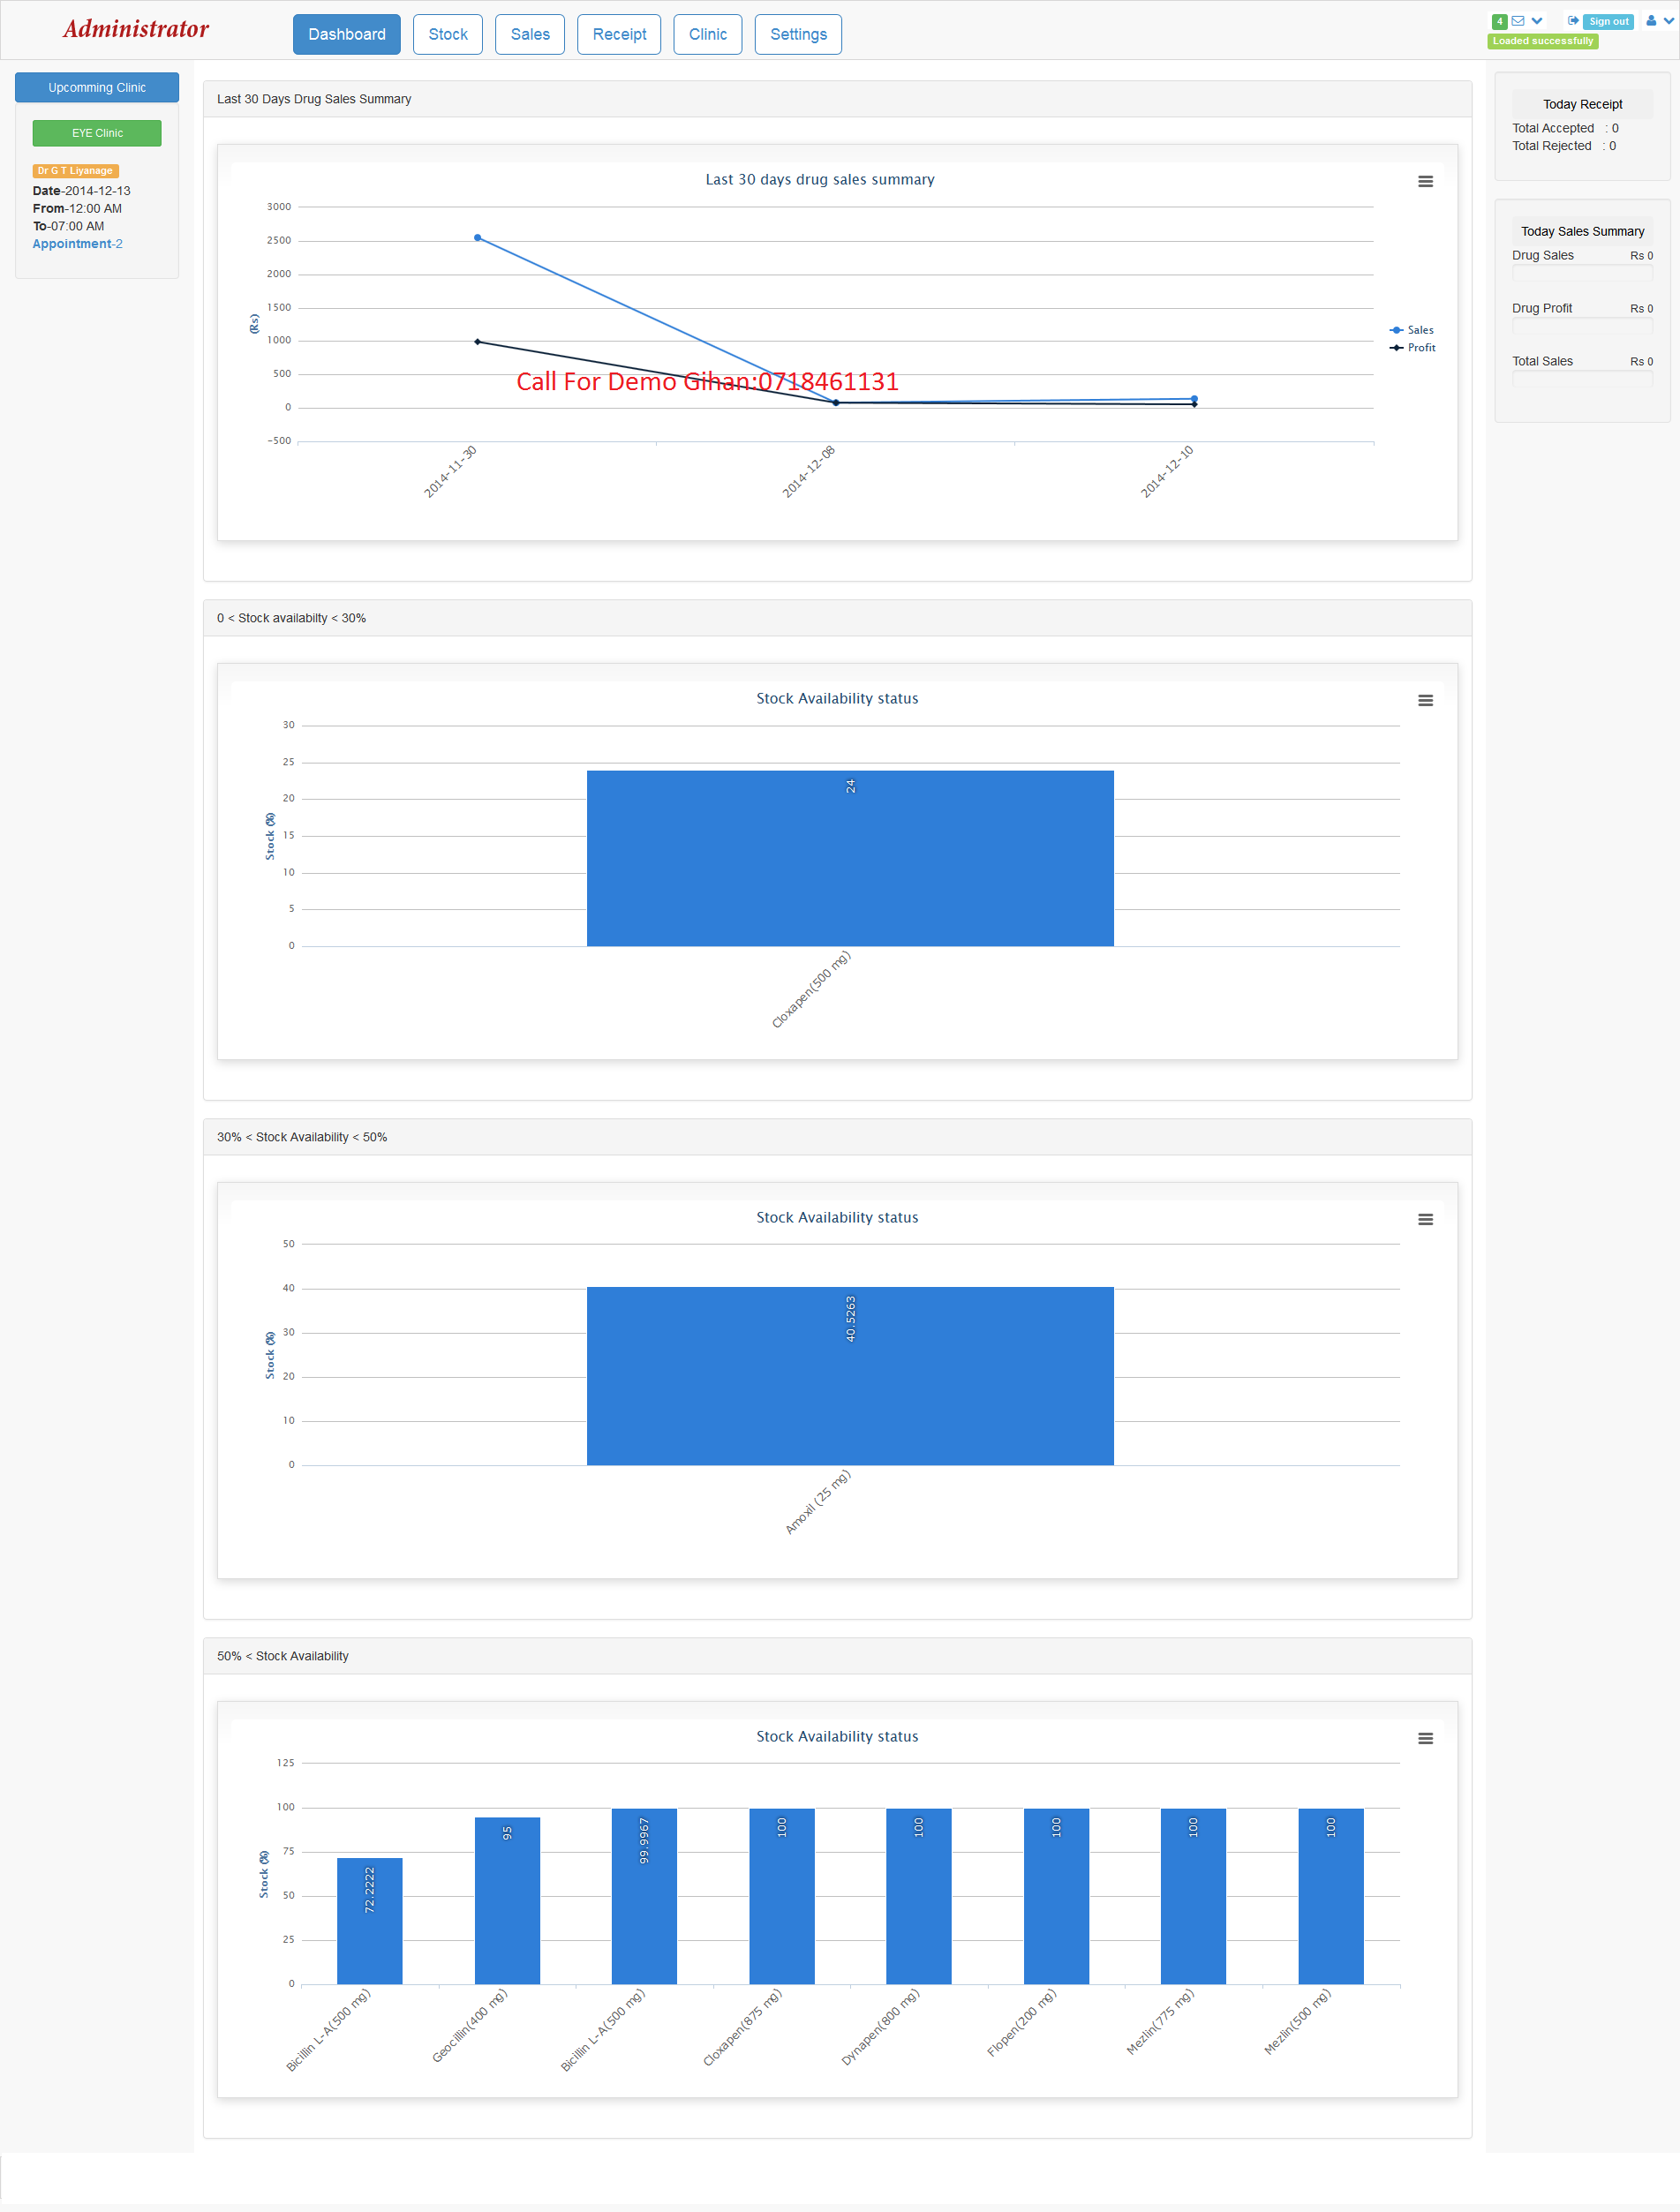 Administrator
Dashboard
Stock
Sales
Receipt
Clinic
Settings
4
Sign out
Loaded successfully
Upcomming Clinic
EYE Clinic
Dr G T Liyanage
Date-2014-12-13
From-12:00 AM
To-07:00 AM
Appointment-2
Last 30 Days Drug Sales Summary
Last 30 days drug sales summary
3000
2500
2000
1500
1000
500
0
-500
(Rs)
Sales
Profit
Call For Demo Gihan:0718461131
2014-11-30
2014-12-08
2014-12-10
0 < Stock availabilty < 30%
Stock Availability status
30
25
20
15
10
5
0
Stock (%)
24
Cloxapen(500 mg)
30% < Stock Availability < 50%
Stock Availability status
50
40
30
20
10
0
Stock (%)
40.5263
Amoxil (25 mg)
50% < Stock Availability
Stock Availability status
125
100
75
50
25
0
Stock (%)
72.2222
95
99.9967
100
100
100
100
100
Bicillin L-A(500 mg)
Geocillin(400 mg)
Bicillin L-A(500 mg)
Cloxapen(875 mg)
Dynapen(800 mg)
Flopen(200 mg)
Mezlin(775 mg)
Mezlin(500 mg)
Today Receipt
Total Accepted : 0
Total Rejected : 0
Today Sales Summary
Drug Sales Rs 0
Drug Profit Rs 0
Total Sales Rs 0